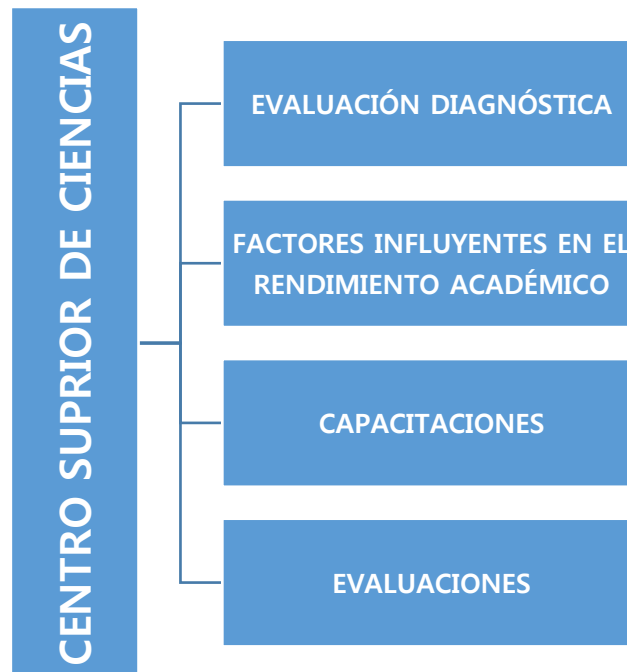 CENTRO SUPRIOR DE CIENCIAS
EVALUACIÓN DIAGNÓSTICA
FACTORES INFLUYENTES EN EL
RENDIMIENTO ACADÉMICO
CAPACITACIONES
EVALUACIONES